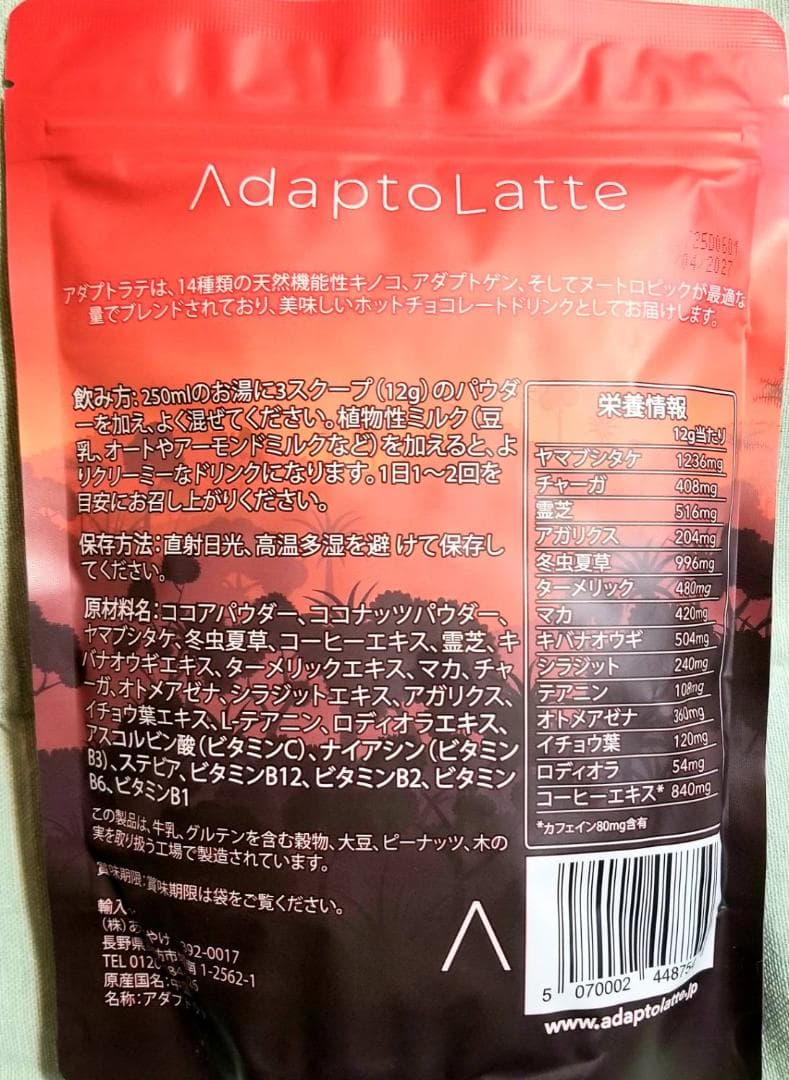 AdaptoLatte
25D0601
04/2027
アダプトラテは、14種類の天然機能性キノコ、アダプトゲン、そしてヌートロピックが最適な
量でブレンドされており、美味しいホットチョコレートドリンクとしてお届けします。
飲み方：250mlのお湯に3スクープ（12g）のパウダ
ーを加え、よく混ぜてください。植物性ミルク（豆
乳、オートやアーモンドミルクなど）を加えると、よ
りクリーミーなドリンクになります。1日1～2回を
目安にお召し上がりください。
保存方法：直射日光、高温多湿を避 けて保存し
てください。
原材料名：ココアパウダー、ココナッツパウダー、
ヤマブシタケ、冬虫夏草、コーヒーエキス、霊芝、キ
バナオウギエキス、ターメリックエキス、マカ、チャー
ガ、オトメアゼナ、シラジットエキス、アガリクス、
イチョウ葉エキス、L-テアニン、ロディオラエキス、
アスコルビン酸（ビタミンC）、ナイアシン（ビタミン
B3）、ステビア、ビタミンB12、ビタミンB2、ビタミン
B6、ビタミンB1
この製品は、牛乳、グルテンを含む穀物、大豆、ピーナッツ、木の
実を取り扱う工場で製造されています。
賞味期限：賞味期限は袋をご覧ください。
輸入
（株）あ やけ 392-0017
長野県 訪市 1-2562-1
TEL 012
原産国名：
名称：アダプト
栄養情報
12g当たり
ヤマブシタケ 1236mg
チャーガ 408mg
霊芝 516mg
アガリクス 204mg
冬虫夏草 996mg
ターメリック 480mg
マカ 420mg
キバナオウギ 504mg
シラジット 240mg
テアニン 108mg
オトメアゼナ 360mg
イチョウ葉 120mg
ロディオラ 54mg
コーヒーエキス* 840mg
*カフェイン80mg含有
5 070002 44875
www.adaptolatte.jp